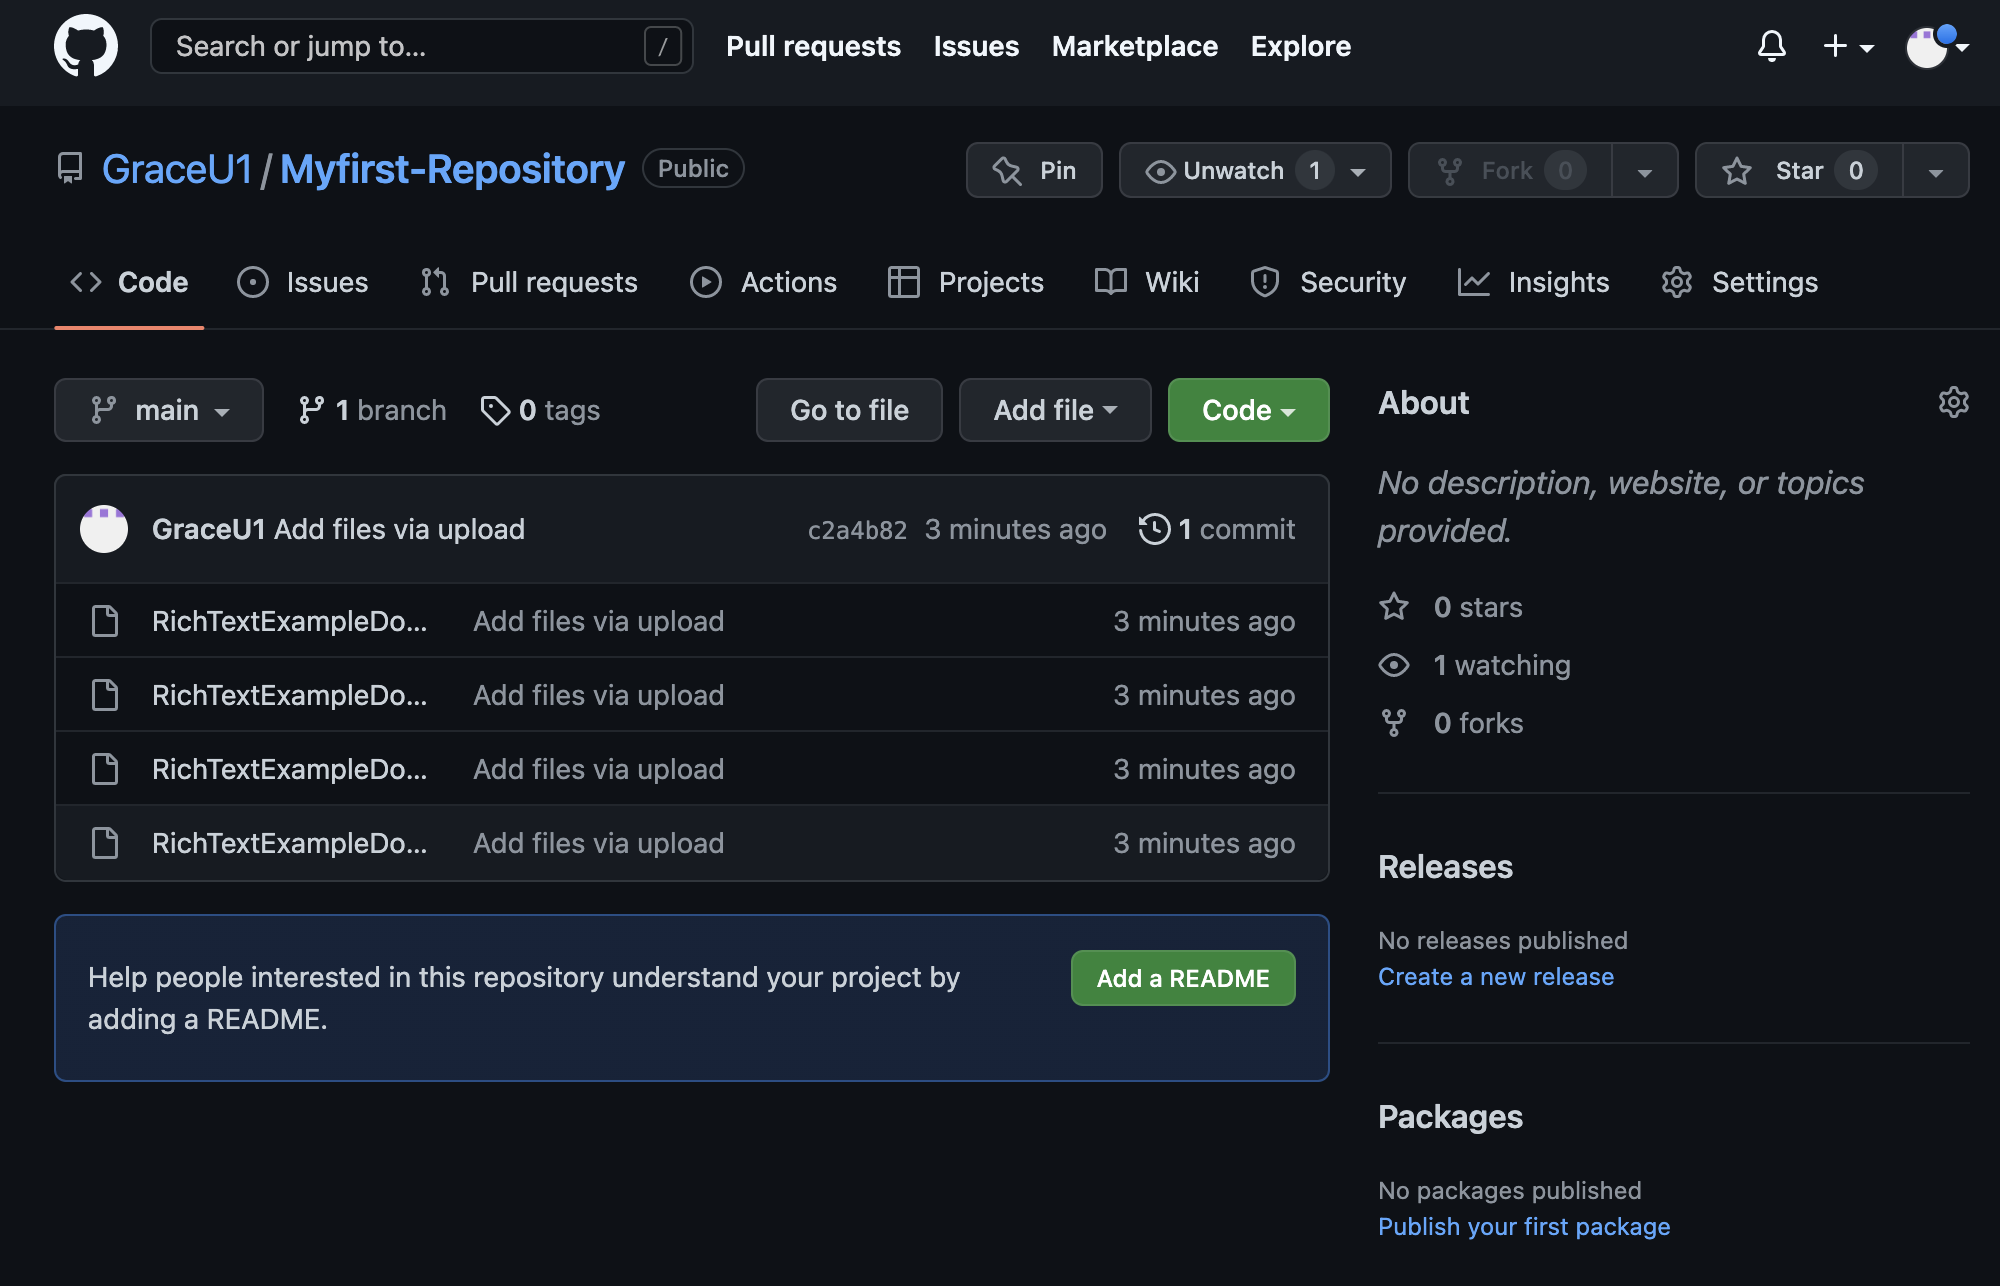 Search or jump to... /
Pull requests Issues Marketplace Explore
GraceU1 / Myfirst-Repository Public
Pin Unwatch 1 Fork 0 Star 0
Code Issues Pull requests Actions Projects Wiki Security Insights Settings
main 1 branch 0 tags Go to file Add file Code
GraceU1 Add files via upload c2a4b82 3 minutes ago 1 commit
RichTextExampleDo... Add files via upload 3 minutes ago
RichTextExampleDo... Add files via upload 3 minutes ago
RichTextExampleDo... Add files via upload 3 minutes ago
RichTextExampleDo... Add files via upload 3 minutes ago
Help people interested in this repository understand your project by
adding a README.
Add a README
About
No description, website, or topics
provided.
0 stars
1 watching
0 forks
Releases
No releases published
Create a new release
Packages
No packages published
Publish your first package